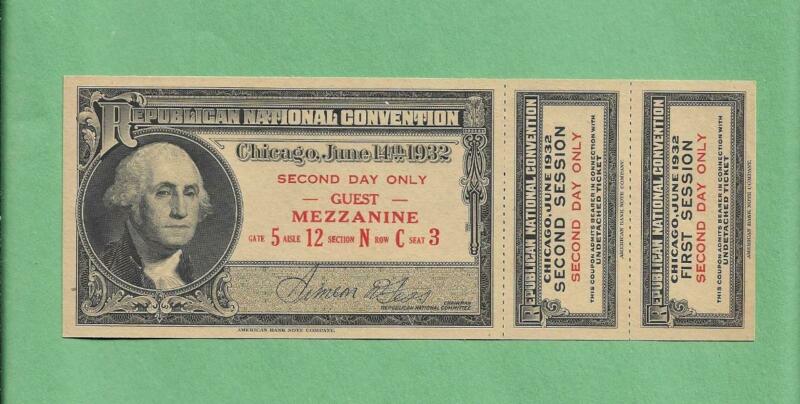 REPUBLICAN NATIONAL CONVENTION
Chicago, June 14th, 1932
SECOND DAY ONLY
— GUEST —
MEZZANINE
GATE 5 AISLE 12 SECTION N ROW C SEAT 3
Simeon D. Fess
CHAIRMAN
REPUBLICAN NATIONAL COMMITTEE
AMERICAN BANK NOTE COMPANY.
REPUBLICAN NATIONAL CONVENTION
CHICAGO, JUNE 1932
SECOND SESSION
SECOND DAY ONLY
THIS COUPON ADMITS BEARER IN CONNECTION WITH
UNDETACHED TICKET
AMERICAN BANK NOTE COMPANY.
REPUBLICAN NATIONAL CONVENTION
CHICAGO, JUNE 1932
FIRST SESSION
SECOND DAY ONLY
THIS COUPON ADMITS BEARER IN CONNECTION WITH
UNDETACHED TICKET
AMERICAN BANK NOTE COMPANY.